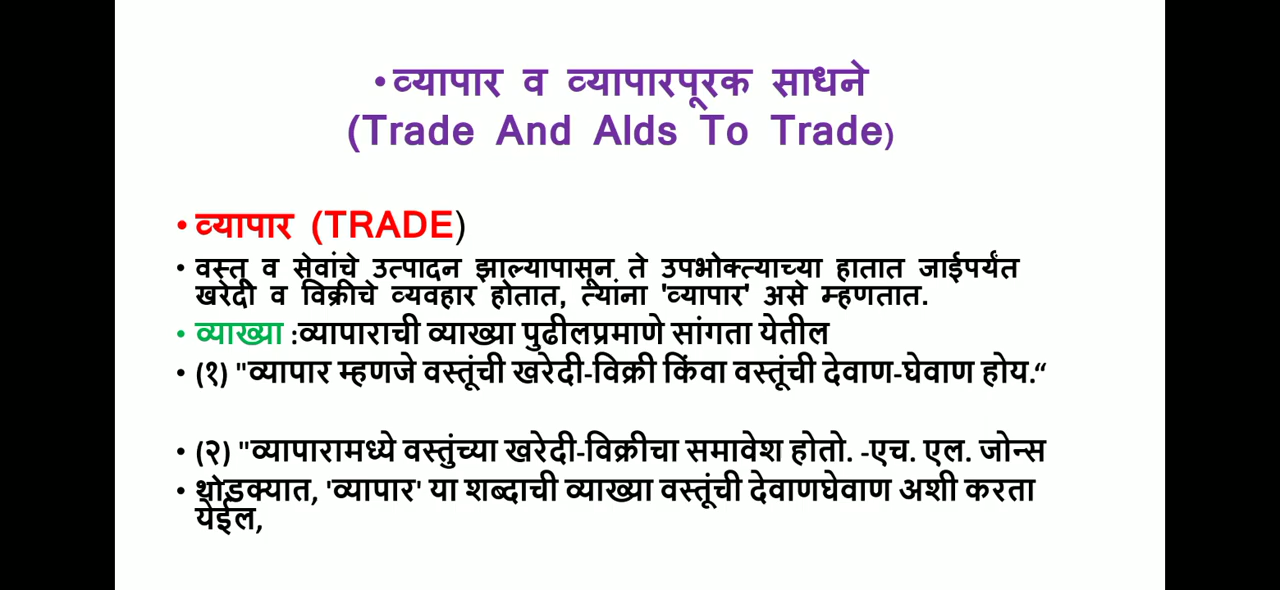 •व्यापार व व्यापारपूरक साधने
(Trade And Alds To Trade)
• व्यापार (TRADE)
• वस्तू व सेवांचे उत्पादन झाल्यापासून ते उपभोक्त्याच्या हातात जाईपर्यंत
खरेदी व विक्रीचे व्यवहार होतात, त्यांना 'व्यापार' असे म्हणतात.
• व्याख्या :व्यापाराची व्याख्या पुढीलप्रमाणे सांगता येतील
• (१) "व्यापार म्हणजे वस्तूंची खरेदी-विक्री किंवा वस्तूंची देवाण-घेवाण होय.“
• (२) "व्यापारामध्ये वस्तुंच्या खरेदी-विक्रीचा समावेश होतो. -एच. एल. जोन्स
• थोडक्यात, 'व्यापार' या शब्दाची व्याख्या वस्तूंची देवाणघेवाण अशी करता
येईल,